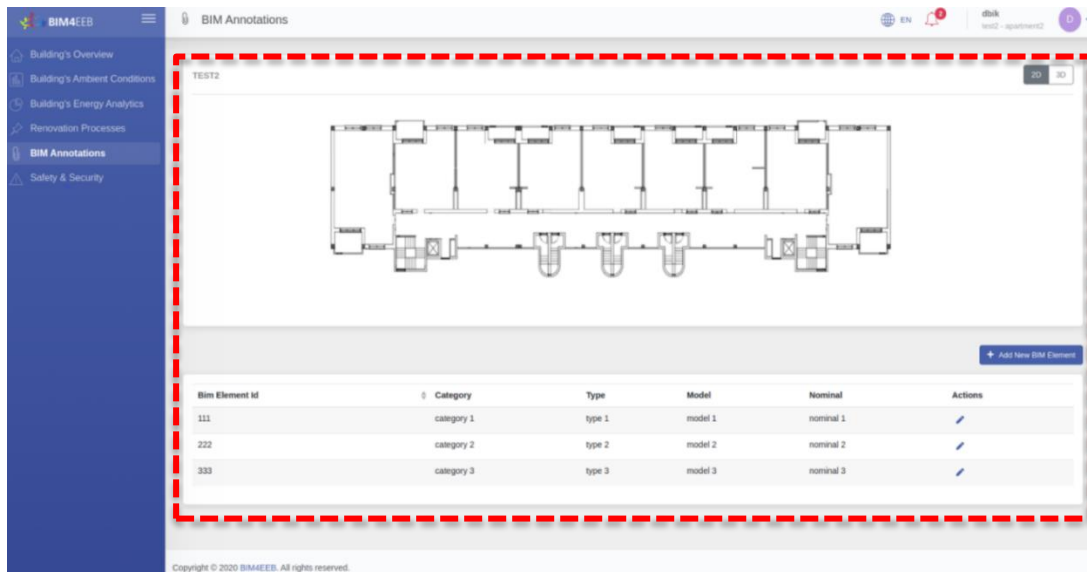 BIM4EEB
BIM Annotations
EN
2
dbik
test2 - apartment2
D
Building's Overview
Building's Ambient Conditions
Building's Energy Analytics
Renovation Processes
BIM Annotations
Safety & Security
TEST2
2D 3D
+ Add New BIM Element
Bim Element Id Category Type Model Nominal Actions
111 category 1 type 1 model 1 nominal 1
222 category 2 type 2 model 2 nominal 2
333 category 3 type 3 model 3 nominal 3
Copyright © 2020 BIM4EEB. All rights reserved.